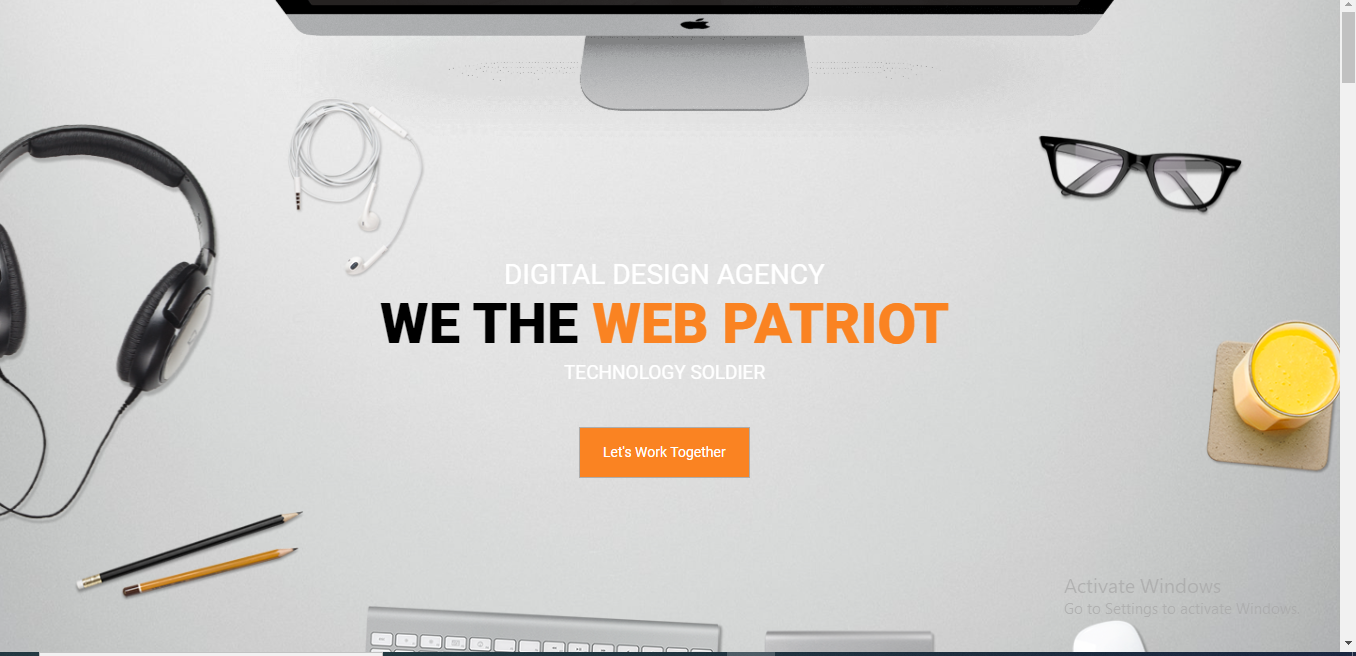 DIGITAL DESIGN AGENCY
WE THE WEB PATRIOT
TECHNOLOGY SOLDIER
Let's Work Together
Activate Windows
Go to Settings to activate Windows.